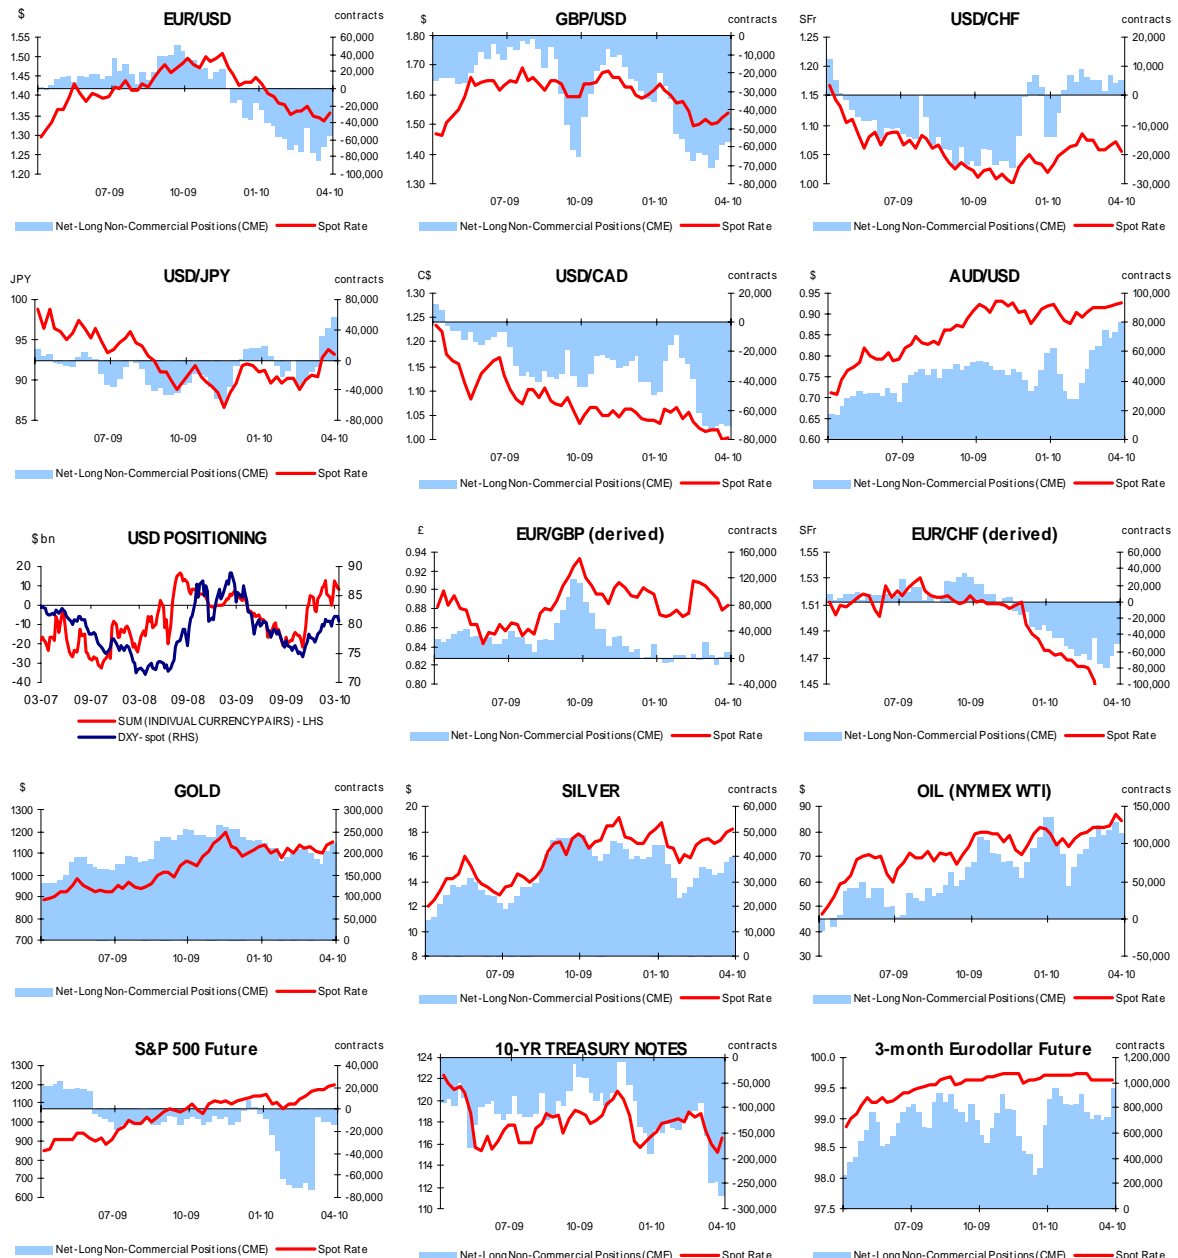 $ EUR/USD contracts
1.55 60,000
1.50 40,000
1.45 20,000
1.40 0
1.35 -20,000
1.30 -40,000
1.25 -60,000
1.20 -80,000
-100,000
07-09 10-09 01-10 04-10
Net-Long Non-Commercial Positions (CME) Spot Rate
$ GBP/USD contracts
1.80 0
1.70 -10,000
1.60 -20,000
1.50 -30,000
1.40 -40,000
1.30 -50,000
-60,000
-70,000
-80,000
07-09 10-09 01-10 04-10
Net-Long Non-Commercial Positions (CME) Spot Rate
SFr USD/CHF contracts
1.25 20,000
1.20 10,000
1.15 0
1.10 -10,000
1.05 -20,000
1.00 -30,000
07-09 10-09 01-10 04-10
Net-Long Non-Commercial Positions (CME) Spot Rate
JPY USD/JPY contracts
100 80,000
95 40,000
90 0
85 -40,000
-80,000
07-09 10-09 01-10 04-10
Net-Long Non-Commercial Positions (CME) Spot Rate
C$ USD/CAD contracts
1.30 20,000
1.25 0
1.20 -20,000
1.15 -40,000
1.10 -60,000
1.05 -80,000
1.00
07-09 10-09 01-10 04-10
Net-Long Non-Commercial Positions (CME) Spot Rate
$ AUD/USD contracts
0.95 100,000
0.90 80,000
0.85 60,000
0.80 40,000
0.75 20,000
0.70 0
0.65
0.60
07-09 10-09 01-10 04-10
Net-Long Non-Commercial Positions (CME) Spot Rate
$ bn USD POSITIONING
20 90
10 85
0 80
-10 75
-20 70
-30
-40
03-07 09-07 03-08 09-08 03-09 09-09 03-10
SUM (INDIVUAL CURRENCY PAIRS) - LHS
DXY- spot (RHS)
£ EUR/GBP (derived) contracts
0.94 160,000
0.92 120,000
0.90 80,000
0.88 40,000
0.86 0
0.84 -40,000
0.82
0.80
07-09 10-09 01-10 04-10
Net-Long Non-Commercial Positions (CME) Spot Rate
SFr EUR/CHF (derived) contracts
1.55 60,000
1.53 40,000
1.51 20,000
1.49 0
1.47 -20,000
1.45 -40,000
-60,000
-80,000
-100,000
07-09 10-09 01-10 04-10
Net-Long Non-Commercial Positions (CME) Spot Rate
$ GOLD contracts
1300 300,000
1200 250,000
1100 200,000
1000 150,000
900 100,000
800 50,000
700 0
07-09 10-09 01-10 04-10
Net-Long Non-Commercial Positions (CME) Spot Rate
$ SILVER contracts
20 60,000
18 50,000
16 40,000
14 30,000
12 20,000
10 10,000
8 0
07-09 10-09 01-10 04-10
Net-Long Non-Commercial Positions (CME) Spot Rate
$ OIL (NYMEX WTI) contracts
90 150,000
80 100,000
70 50,000
60 0
50 -50,000
40
30
07-09 10-09 01-10 04-10
Net-Long Non-Commercial Positions (CME) Spot Rate
S&P 500 Future contracts
1300 40,000
1200 20,000
1100 0
1000 -20,000
900 -40,000
800 -60,000
700 -80,000
600
07-09 10-09 01-10 04-10
Net-Long Non-Commercial Positions (CME) Spot Rate
10-YR TREASURY NOTES contracts
124 0
122 -50,000
120 -100,000
118 -150,000
116 -200,000
114 -250,000
112 -300,000
110
07-09 10-09 01-10 04-10
Net-Long Non-Commercial Positions (CME) Spot Rate
3-month Eurodollar Future contracts
100.0 1,200,000
99.5 1,000,000
99.0 800,000
98.5 600,000
98.0 400,000
97.5 200,000
0
07-09 10-09 01-10 04-10
Net-Long Non-Commercial Positions (CME) Spot Rate